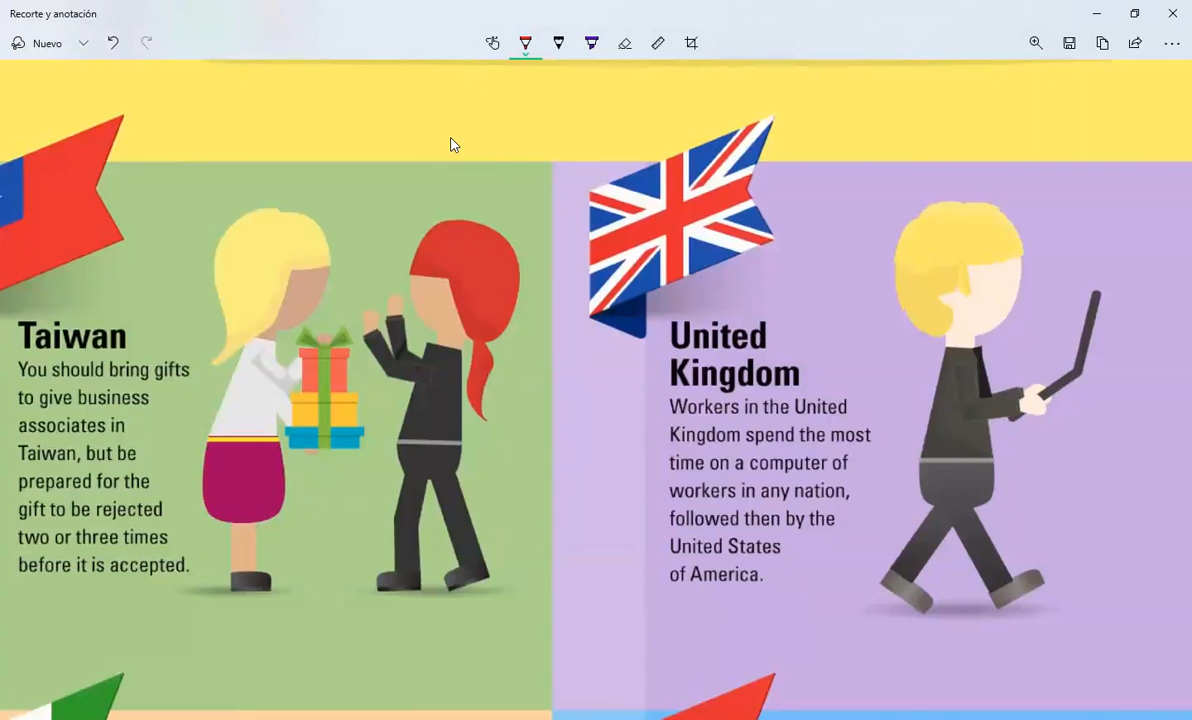 Recorte y anotación
Nuevo
Taiwan
You should bring gifts
to give business
associates in
Taiwan, but be
prepared for the
gift to be rejected
two or three times
before it is accepted.
United
Kingdom
Workers in the United
Kingdom spend the most
time on a computer of
workers in any nation,
followed then by the
United States
of America.